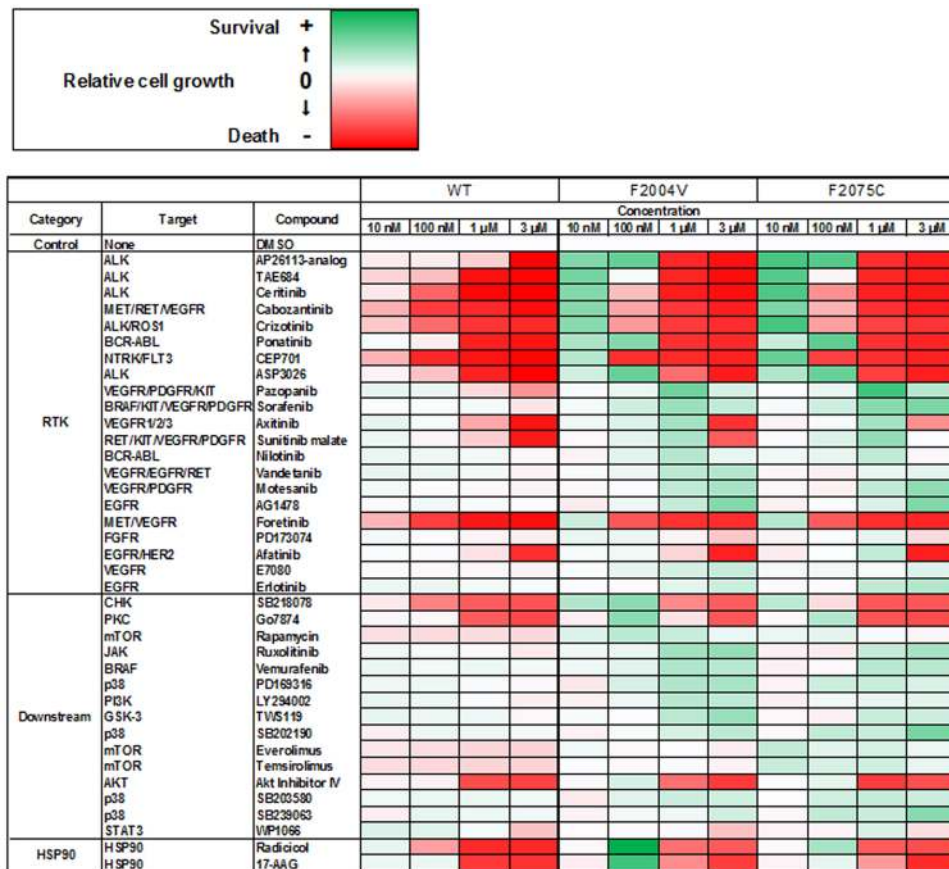 Survival +
↑
Relative cell growth 0
↓
Death -
WT F2004V F2075C
Category Target Compound Concentration
10 nM 100 nM 1 µM 3 µM 10 nM 100 nM 1 µM 3 µM 10 nM 100 nM 1 µM 3 µM
Control None DMSO
ALK AP26113-analog
ALK TAE684
ALK Ceritinib
MET/RET/VEGFR Cabozantinib
ALK/ROS1 Crizotinib
BCR-ABL Ponatinib
NTRK/FLT3 CEP701
ALK ASP3026
VEGFR/PDGFR/KIT Pazopanib
BRAF/KIT/VEGFR/PDGFR Sorafenib
RTK VEGFR1/2/3 Axitinib
RET/KIT/VEGFR/PDGFR Sunitinib malate
BCR-ABL Nilotinib
VEGFR/EGFR/RET Vandetanib
VEGFR/PDGFR Motesanib
EGFR AG1478
MET/VEGFR Foretinib
FGFR PD173074
EGFR/HER2 Afatinib
VEGFR E7080
EGFR Erlotinib
CHK SB218078
PKC Go7874
mTOR Rapamycin
JAK Ruxolitinib
BRAF Vemurafenib
p38 PD169316
PI3K LY294002
Downstream GSK-3 TWS119
p38 SB202190
mTOR Everolimus
mTOR Temsirolimus
AKT Akt Inhibitor IV
p38 SB203580
p38 SB239063
STAT3 WP1066
HSP90 HSP90 Radicicol
HSP90 17-AAG